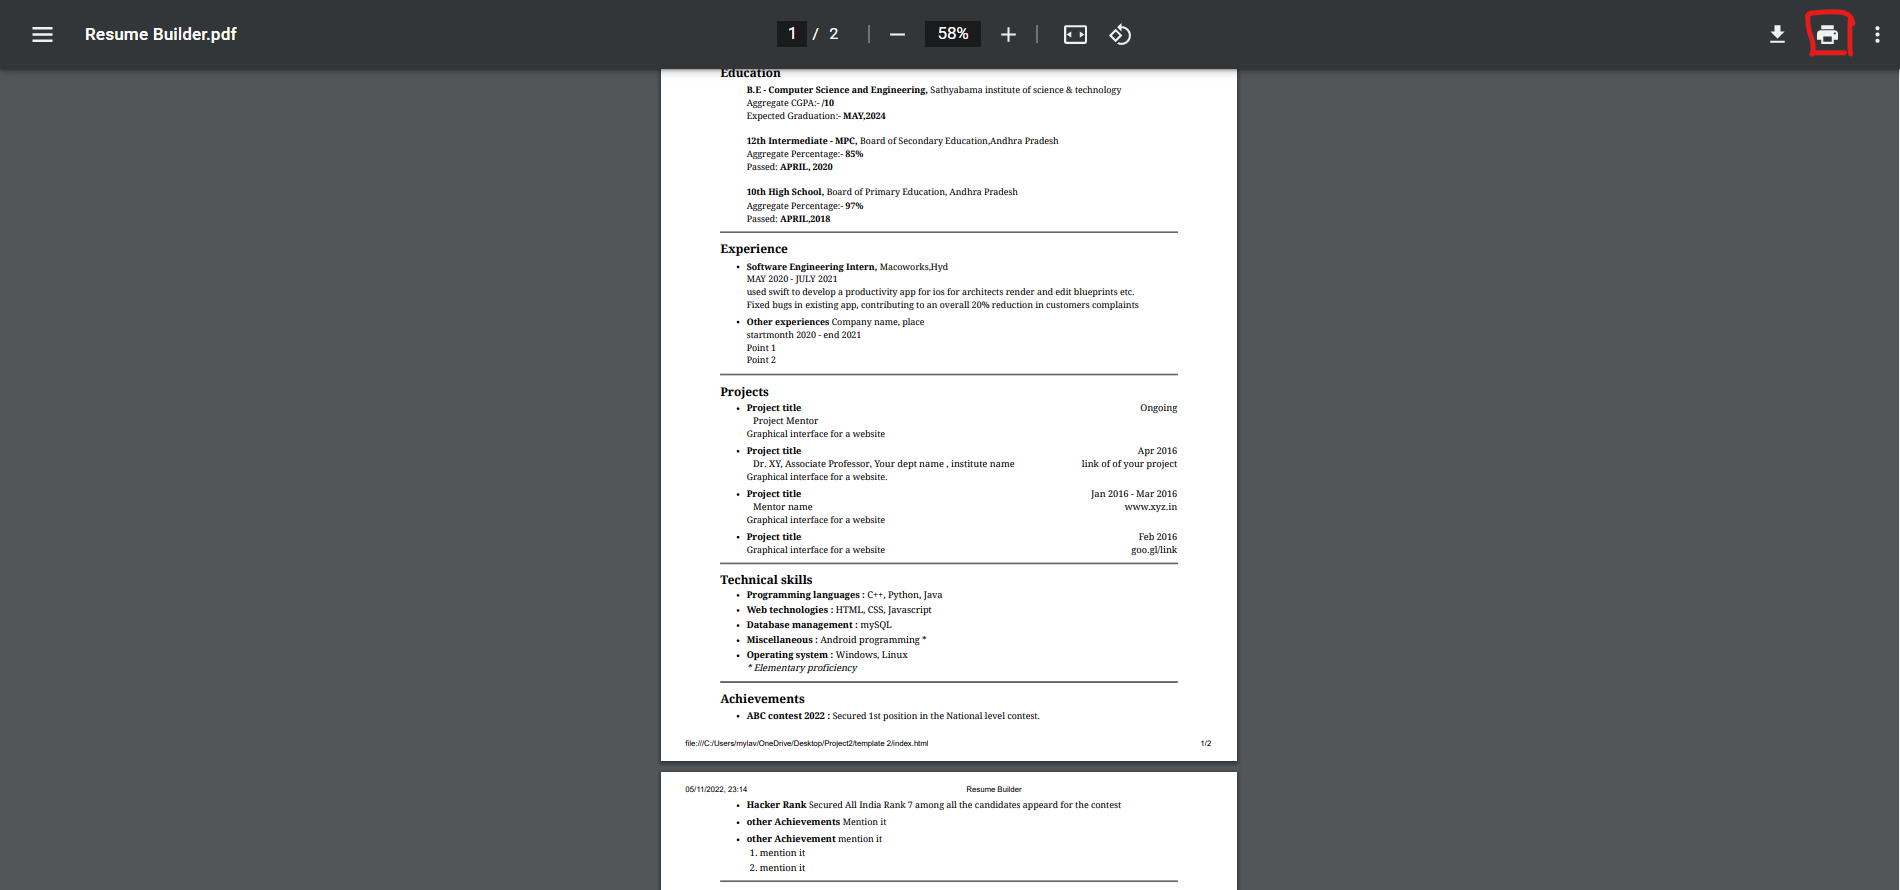 Resume Builder.pdf
1 / 2
58%
Education
B.E - Computer Science and Engineering, Sathyabama institute of science & technology
Aggregate CGPA:- /10
Expected Graduation:- MAY,2024
12th Intermediate - MPC, Board of Secondary Education,Andhra Pradesh
Aggregate Percentage:- 85%
Passed: APRIL, 2020
10th High School, Board of Primary Education, Andhra Pradesh
Aggregate Percentage:- 97%
Passed: APRIL,2018
Experience
• Software Engineering Intern, Macoworks,Hyd
MAY 2020 - JULY 2021
used swift to develop a productivity app for ios for architects render and edit blueprints etc.
Fixed bugs in existing app, contributing to an overall 20% reduction in customers complaints
• Other experiences Company name, place
startmonth 2020 - end 2021
Point 1
Point 2
Projects
• Project title Ongoing
Project Mentor
Graphical interface for a website
• Project title Apr 2016
Dr. XY, Associate Professor, Your dept name , institute name link of of your project
Graphical interface for a website.
• Project title Jan 2016 - Mar 2016
Mentor name www.xyz.in
Graphical interface for a website
• Project title Feb 2016
Graphical interface for a website goo.gl/link
Technical skills
• Programming languages : C++, Python, Java
• Web technologies : HTML, CSS, Javascript
• Database management : mySQL
• Miscellaneous : Android programming *
• Operating system : Windows, Linux
* Elementary proficiency
Achievements
• ABC contest 2022 : Secured 1st position in the National level contest.
file:///C:/Users/mylav/OneDrive/Desktop/Project2/template 2/index.html 1/2
05/11/2022, 23:14 Resume Builder
• Hacker Rank Secured All India Rank 7 among all the candidates appeard for the contest
• other Achievements Mention it
• other Achievement mention it
1. mention it
2. mention it